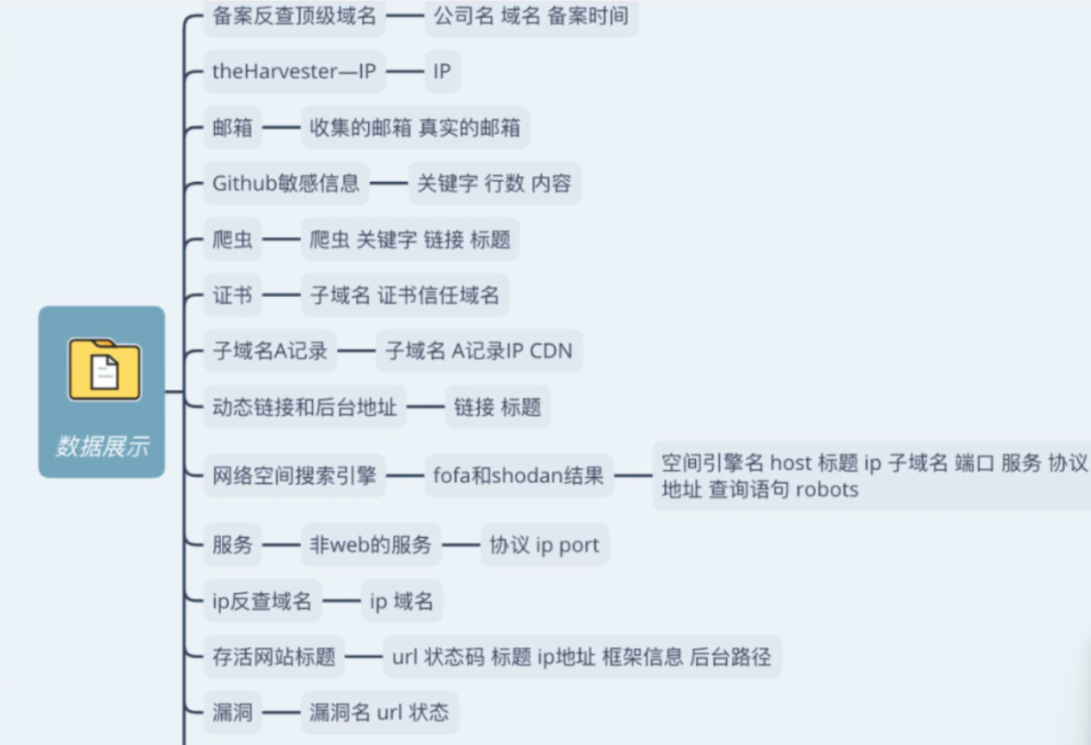 备案反查顶级域名 公司名 域名 备案时间
theHarvester—IP IP
邮箱 收集的邮箱 真实的邮箱
Github敏感信息 关键字 行数 内容
爬虫 爬虫 关键字 链接 标题
证书 子域名 证书信任域名
子域名A记录 子域名 A记录IP CDN
动态链接和后台地址 链接 标题
数据展示
网络空间搜索引擎 fofa和shodan结果 空间引擎名 host 标题 ip 子域名 端口 服务 协议
地址 查询语句 robots
服务 非web的服务 协议 ip port
ip反查域名 ip 域名
存活网站标题 url 状态码 标题 ip地址 框架信息 后台路径
漏洞 漏洞名 url 状态